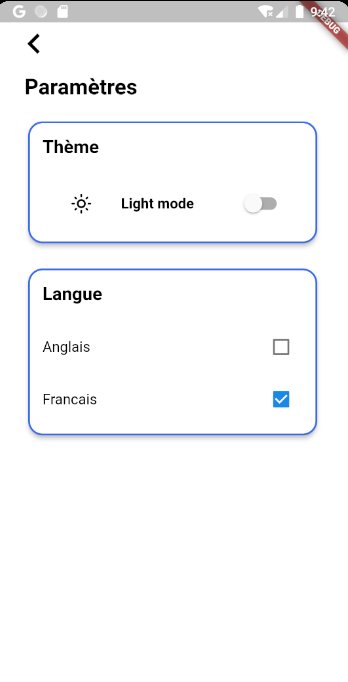 G
9:42
DEBUG
Paramètres
Thème
Light mode
Langue
Anglais
Francais